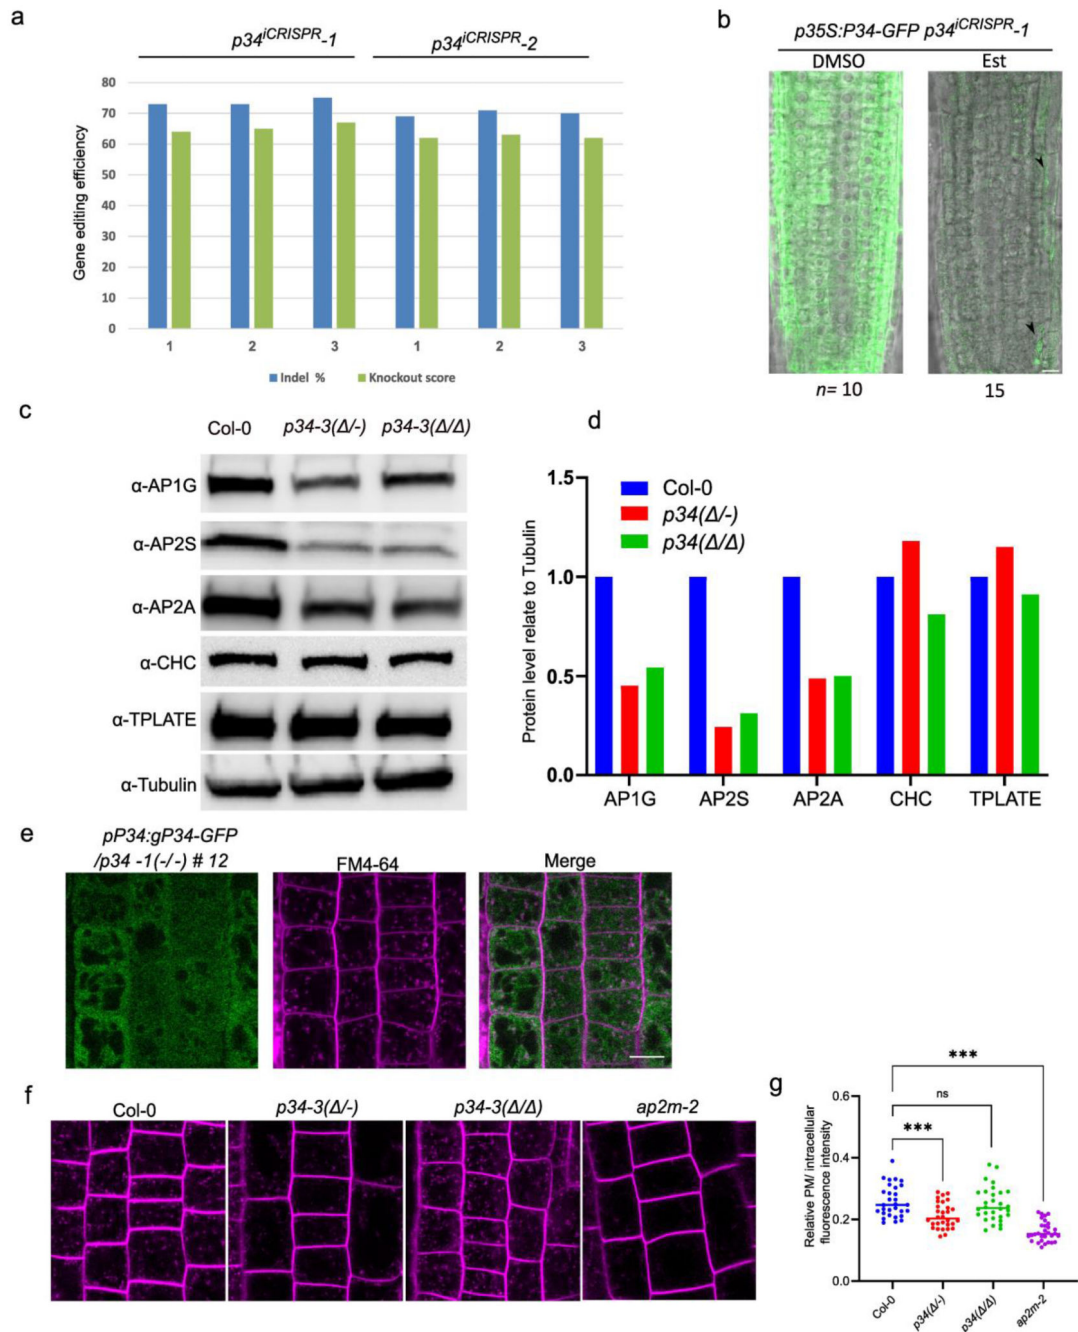 a
p34iCRISPR-1
p34iCRISPR-2
Gene editing efficiency
80
70
60
50
40
30
20
10
0
1 2 3 1 2 3
Indel % Knockout score
b
p35S:P34-GFP p34iCRISPR-1
DMSO Est
n= 10 15
c
Col-0 p34-3(Δ/-) p34-3(Δ/Δ)
α-AP1G
α-AP2S
α-AP2A
α-CHC
α-TPLATE
α-Tubulin
d
Protein level relate to Tubulin
1.5
1.0
0.5
0.0
Col-0
p34(Δ/-)
p34(Δ/Δ)
AP1G AP2S AP2A CHC TPLATE
e
pP34:gP34-GFP
/p34 -1(-/-) # 12
FM4-64
Merge
f
Col-0 p34-3(Δ/-) p34-3(Δ/Δ) ap2m-2
g
Relative PM/ intracellular
fluorescence intensity
0.6
0.4
0.2
0.0
***
ns
***
Col-0
p34(Δ/-)
p34(Δ/Δ)
ap2m-2